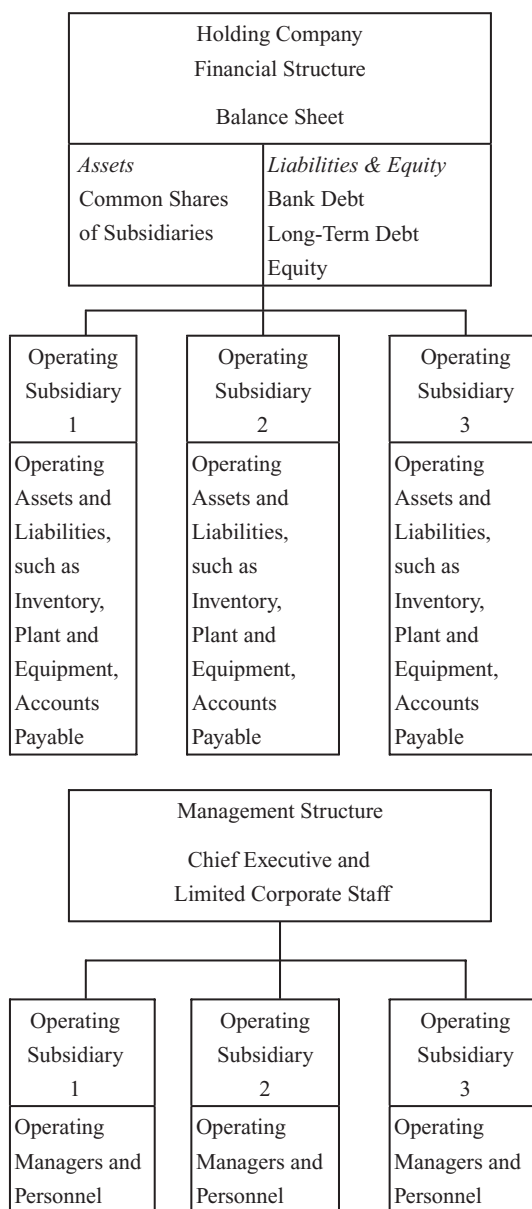 Holding Company
Financial Structure
Balance Sheet
Assets
Common Shares
of Subsidiaries
Liabilities & Equity
Bank Debt
Long-Term Debt
Equity
Operating
Subsidiary
1
Operating
Assets and
Liabilities,
such as
Inventory,
Plant and
Equipment,
Accounts
Payable
Operating
Subsidiary
2
Operating
Assets and
Liabilities,
such as
Inventory,
Plant and
Equipment,
Accounts
Payable
Operating
Subsidiary
3
Operating
Assets and
Liabilities,
such as
Inventory,
Plant and
Equipment,
Accounts
Payable
Management Structure
Chief Executive and
Limited Corporate Staff
Operating
Subsidiary
1
Operating
Managers and
Personnel
Operating
Subsidiary
2
Operating
Managers and
Personnel
Operating
Subsidiary
3
Operating
Managers and
Personnel